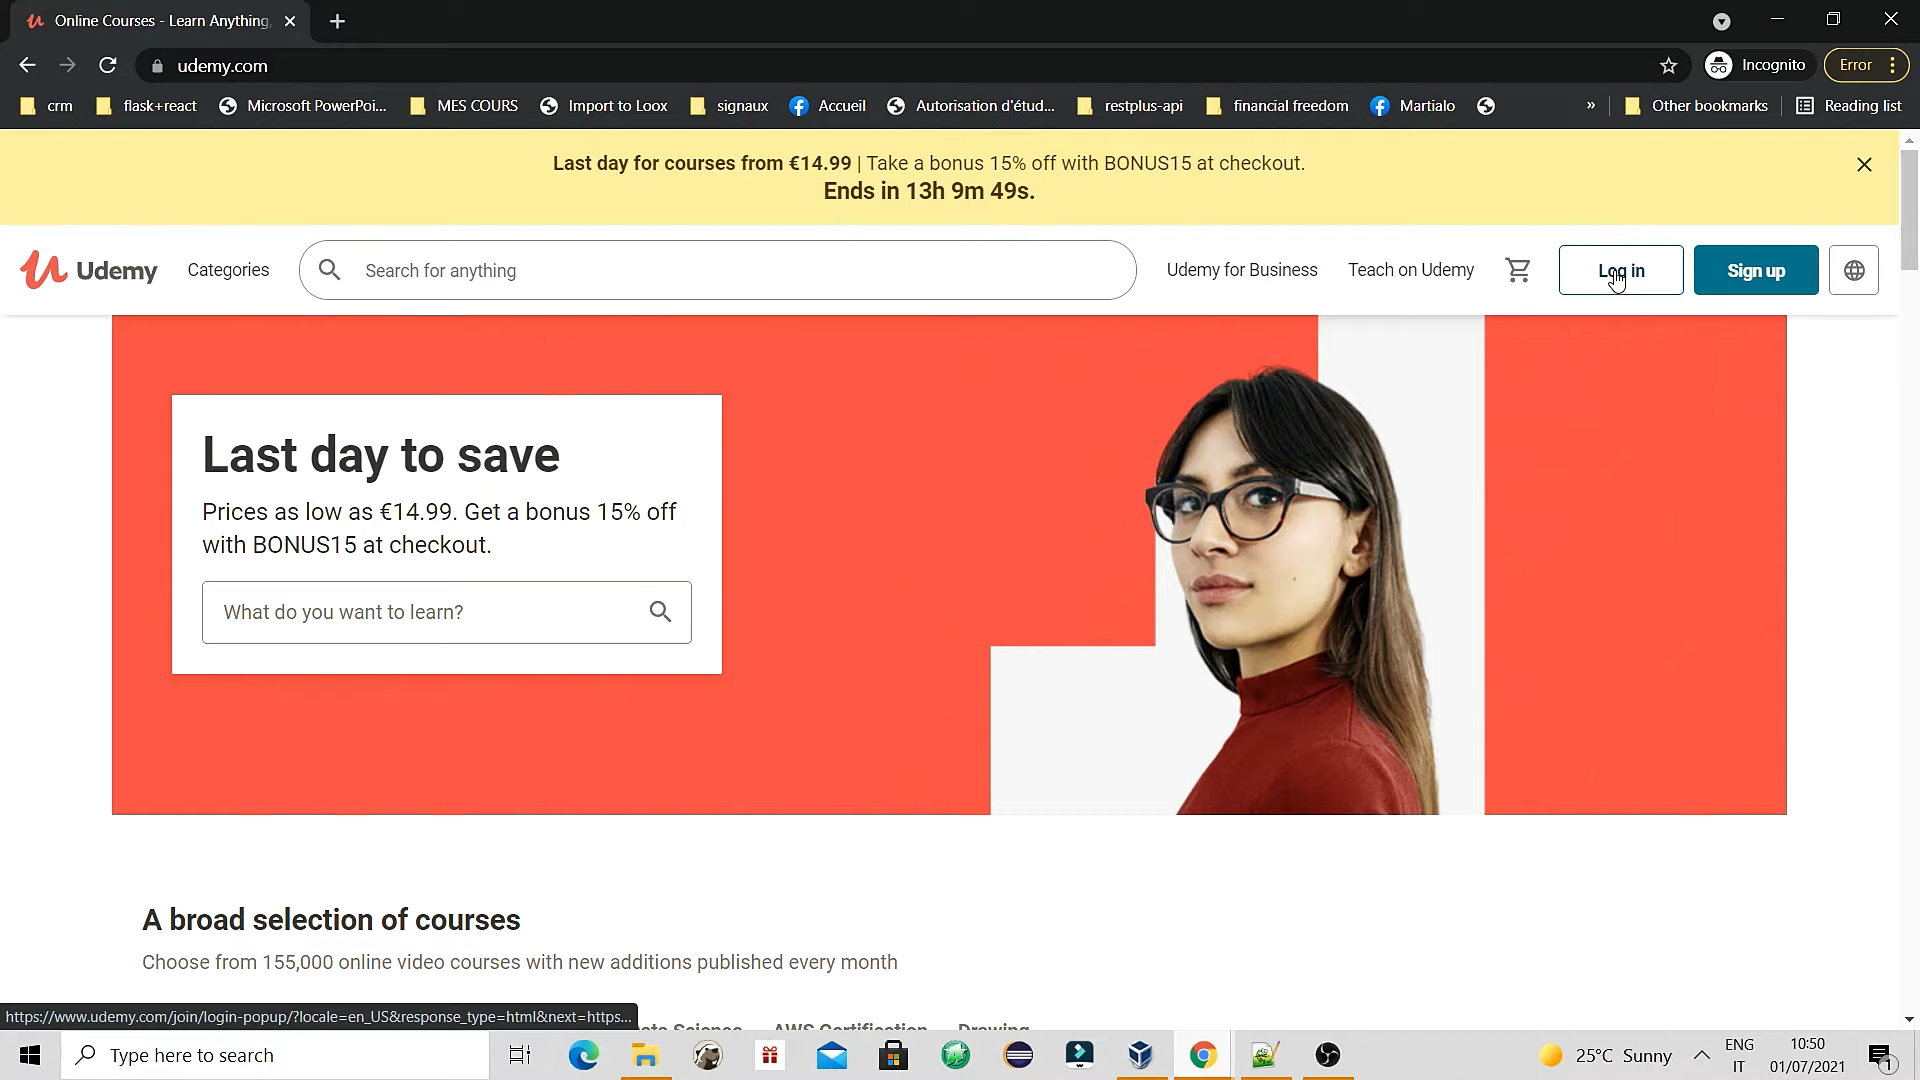 Online Courses - Learn Anything,
udemy.com
Incognito
Error
crm
flask+react
Microsoft PowerPoi...
MES COURS
Import to Loox
signaux
Accueil
Autorisation d'étud...
restplus-api
financial freedom
Martialo
»
Other bookmarks
Reading list
Last day for courses from €14.99 | Take a bonus 15% off with BONUS15 at checkout.
Ends in 13h 9m 49s.
Udemy
Categories
Search for anything
Udemy for Business
Teach on Udemy
Log in
Sign up
Last day to save
Prices as low as €14.99. Get a bonus 15% off
with BONUS15 at checkout.
What do you want to learn?
A broad selection of courses
Choose from 155,000 online video courses with new additions published every month
https://www.udemy.com/join/login-popup/?locale=en_US&response_type=html&next=https...
AWS Certification
Drawing
Type here to search
25°C Sunny
ENG
IT
10:50
01/07/2021
1